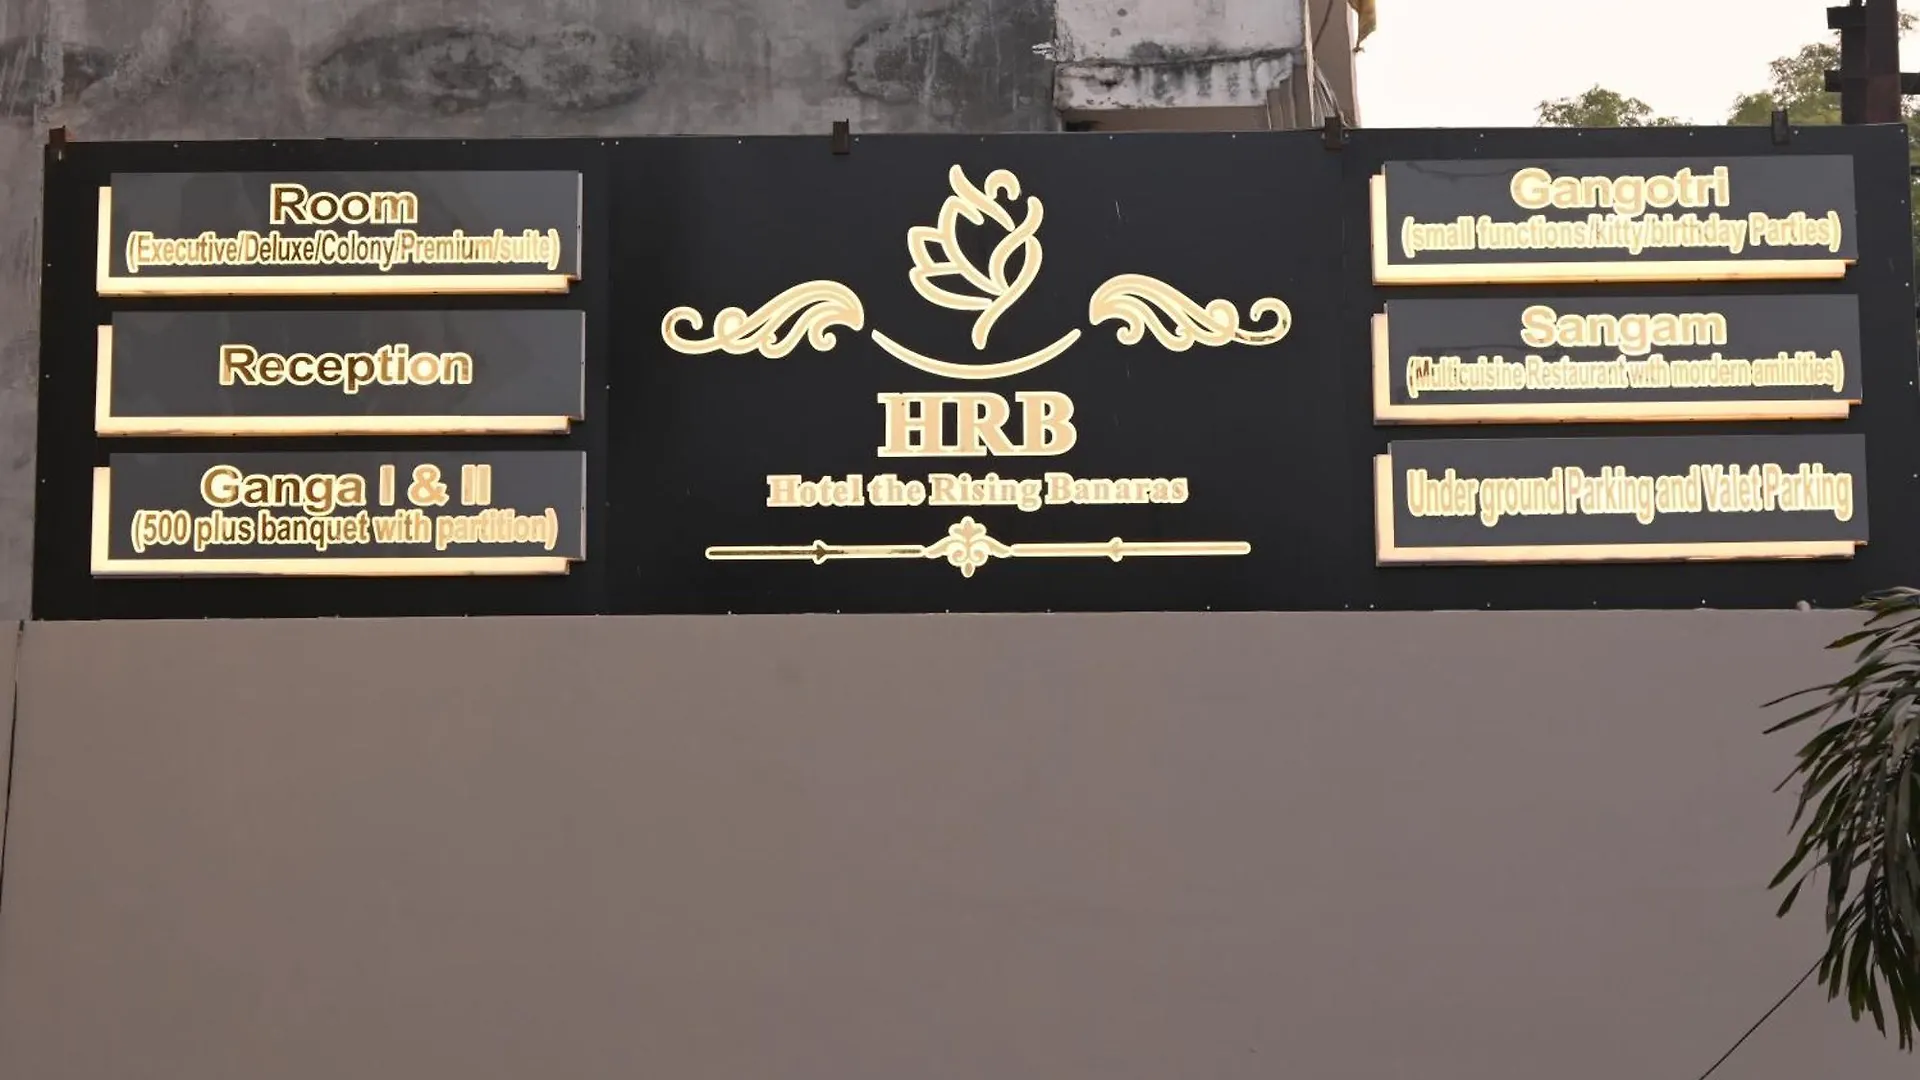 Room
(Executive/Deluxe/Colony/Premium/suite)
Reception
Ganga I & II
(500 plus banquet with partition)
HRB
Hotel the Rising Banaras
Gangotri
(small functions/kitty/birthday Parties)
Sangam
(Multicuisine Restaurant with mordern aminities)
Under ground Parking and Valet Parking